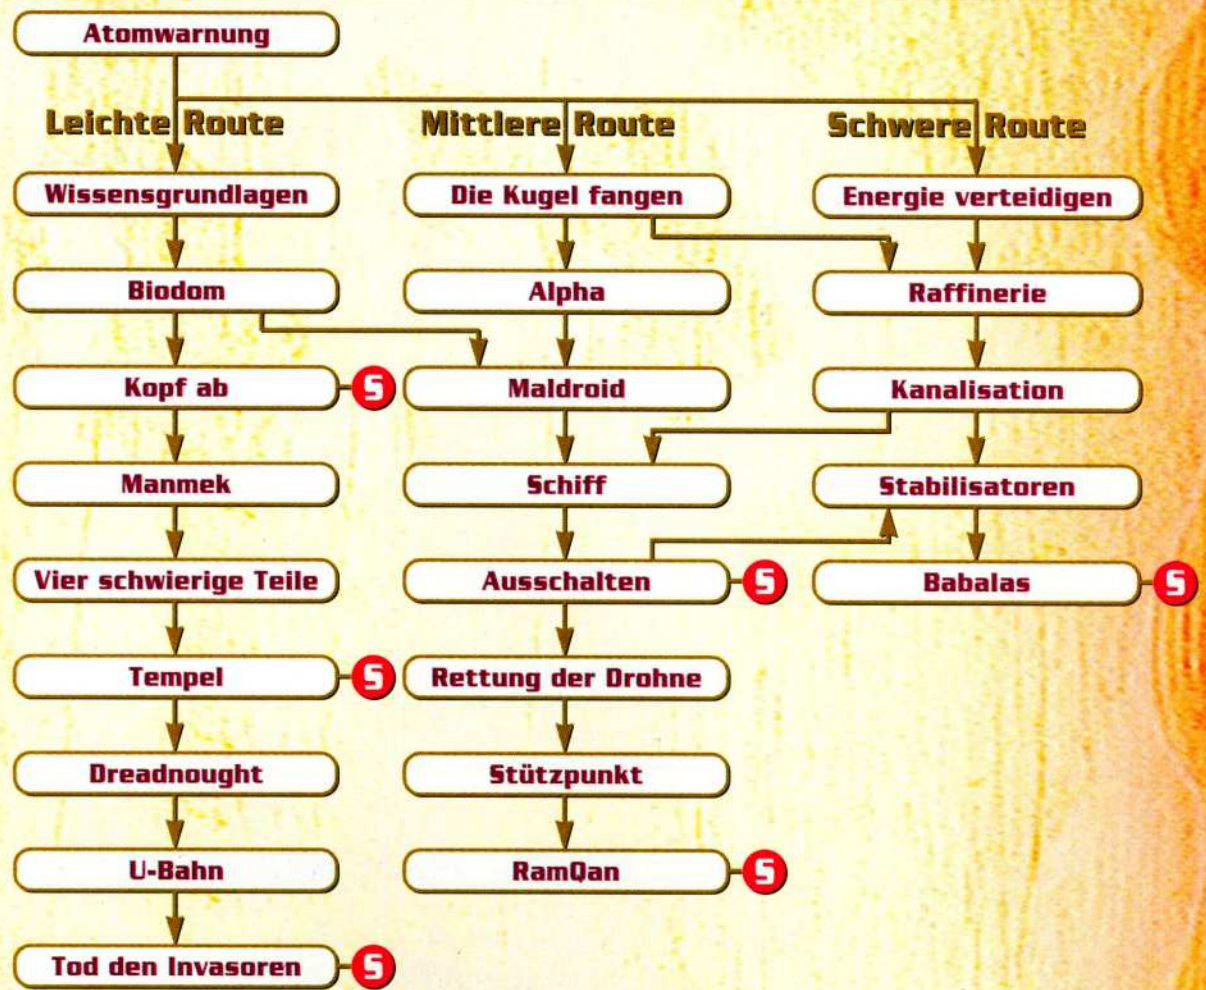 Atomwarnung
Leichte Route
Mittlere Route
Schwere Route
Wissensgrundlagen
Die Kugel fangen
Energie verteidigen
Biodom
Alpha
Raffinerie
Kopf ab
S
Maldroid
Kanalisation
Manmek
Schiff
Stabilisatoren
Vier schwierige Teile
Ausschalten
S
Babalas
S
Tempel
S
Rettung der Drohne
Dreadnought
Stützpunkt
U-Bahn
RamQan
S
Tod den Invasoren
S